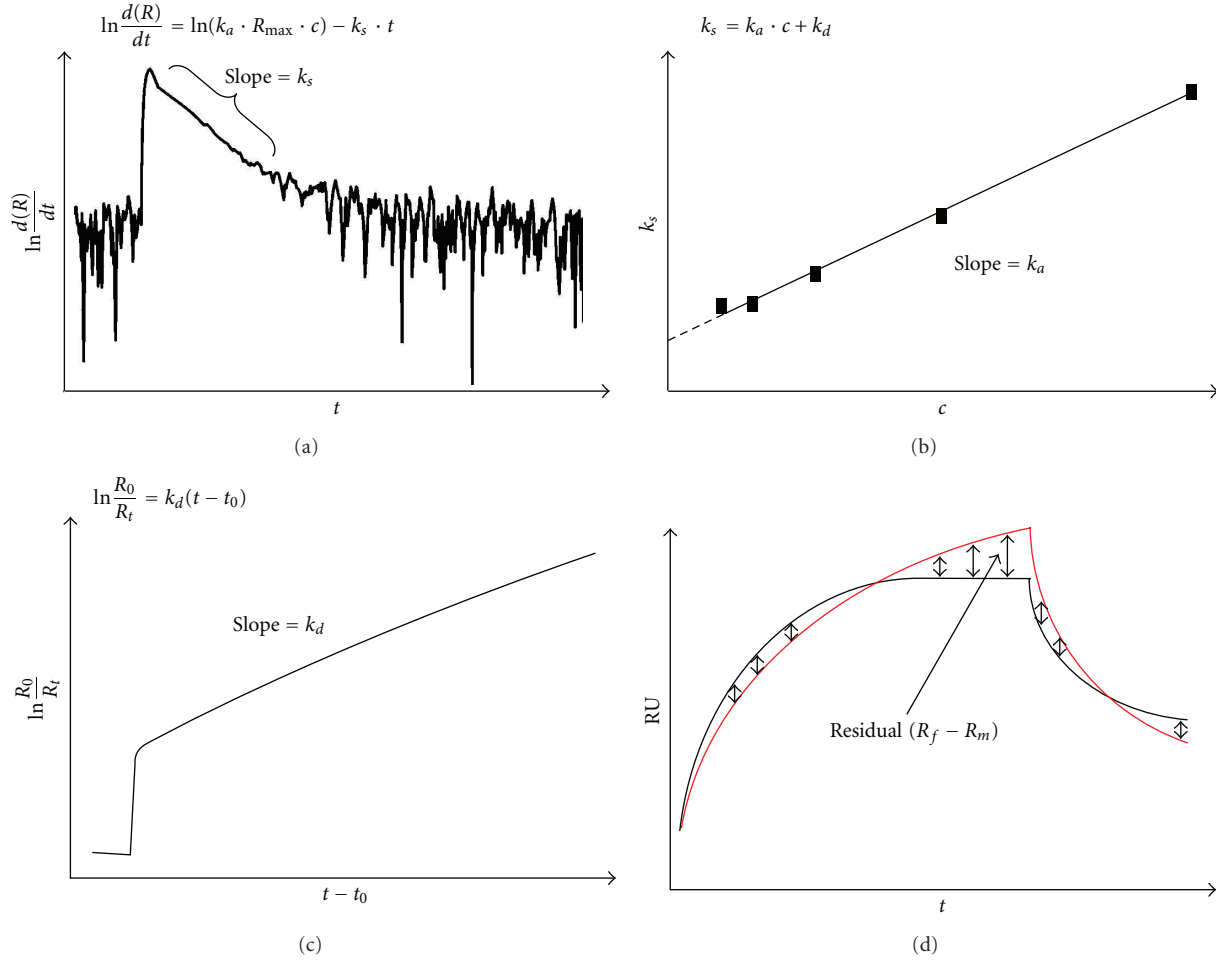 ln d(R)/dt = ln(k_a · R_max · c) − k_s · t
Slope = k_s
ln d(R)/dt
t
(a)
k_s = k_a · c + k_d
k_s
Slope = k_a
c
(b)
ln R_0/R_t = k_d(t − t_0)
Slope = k_d
ln R_0/R_t
t − t_0
(c)
RU
Residual (R_f − R_m)
t
(d)